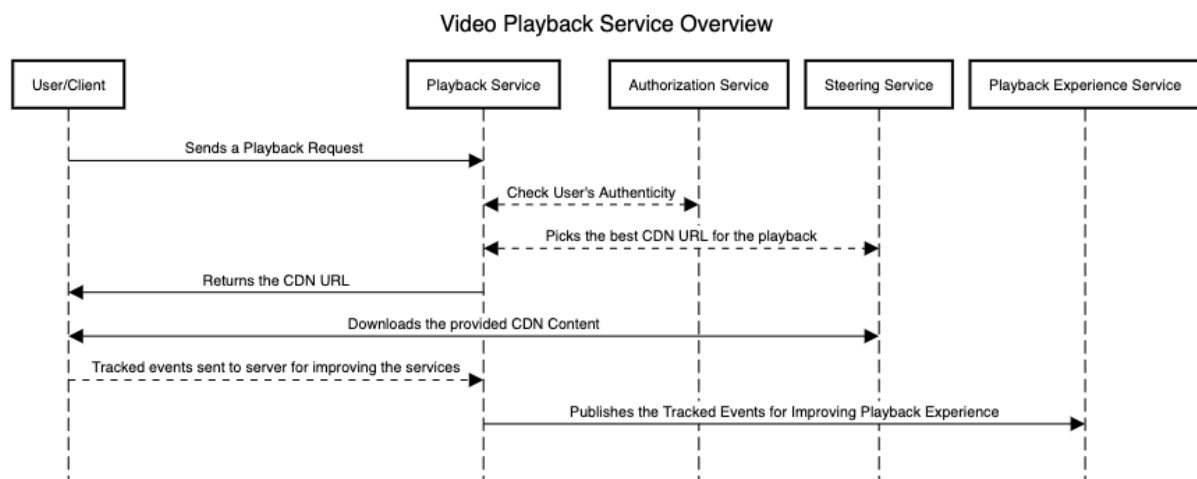 Video Playback Service Overview
User/Client
Playback Service
Authorization Service
Steering Service
Playback Experience Service
Sends a Playback Request
Check User's Authenticity
Picks the best CDN URL for the playback
Returns the CDN URL
Downloads the provided CDN Content
Tracked events sent to server for improving the services
Publishes the Tracked Events for Improving Playback Experience